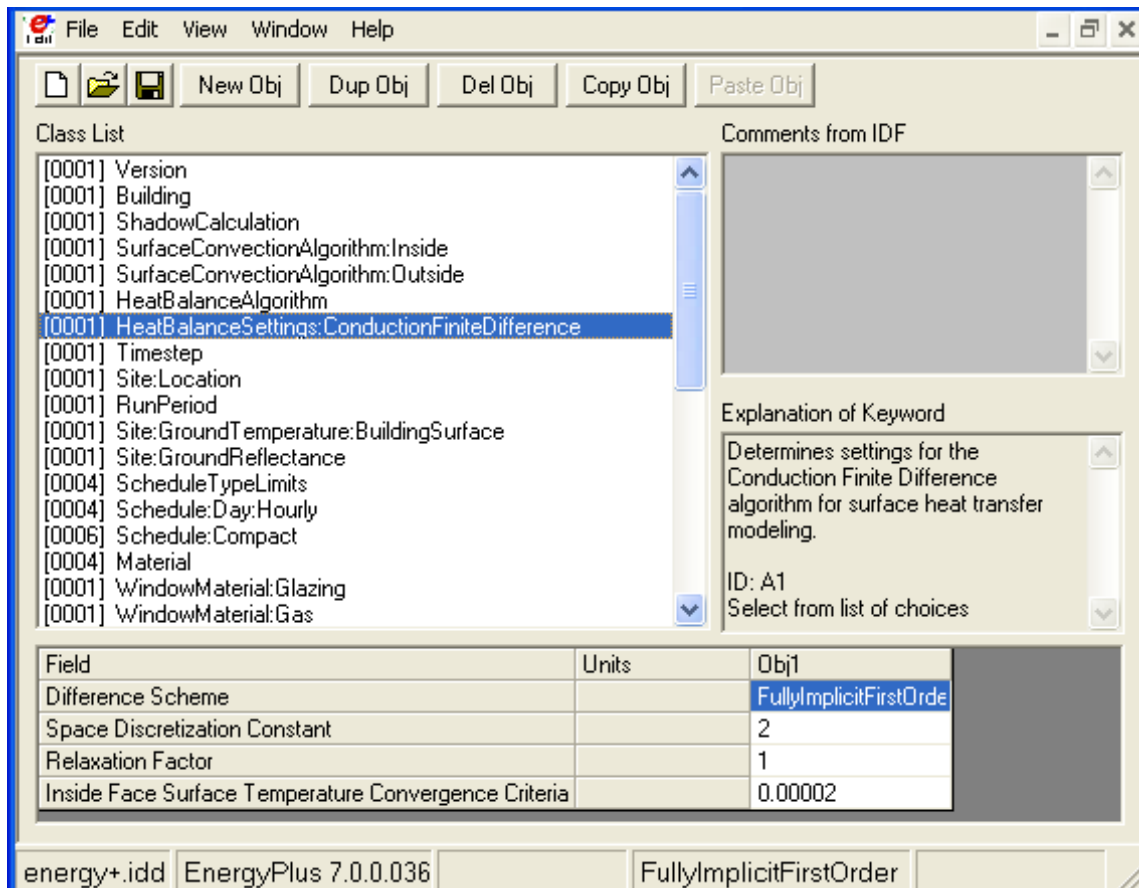 File Edit View Window Help
New Obj Dup Obj Del Obj Copy Obj Paste Obj
Class List
[0001] Version
[0001] Building
[0001] ShadowCalculation
[0001] SurfaceConvectionAlgorithm:Inside
[0001] SurfaceConvectionAlgorithm:Outside
[0001] HeatBalanceAlgorithm
[0001] HeatBalanceSettings:ConductionFiniteDifference
[0001] Timestep
[0001] Site:Location
[0001] RunPeriod
[0001] Site:GroundTemperature:BuildingSurface
[0001] Site:GroundReflectance
[0004] ScheduleTypeLimits
[0004] Schedule:Day:Hourly
[0006] Schedule:Compact
[0004] Material
[0001] WindowMaterial:Glazing
[0001] WindowMaterial:Gas
Comments from IDF
Explanation of Keyword
Determines settings for the
Conduction Finite Difference
algorithm for surface heat transfer
modeling.
ID: A1
Select from list of choices
Field Units Obj1
Difference Scheme FullyImplicitFirstOrde
Space Discretization Constant 2
Relaxation Factor 1
Inside Face Surface Temperature Convergence Criteria 0.00002
energy+.idd EnergyPlus 7.0.0.036 FullyImplicitFirstOrder